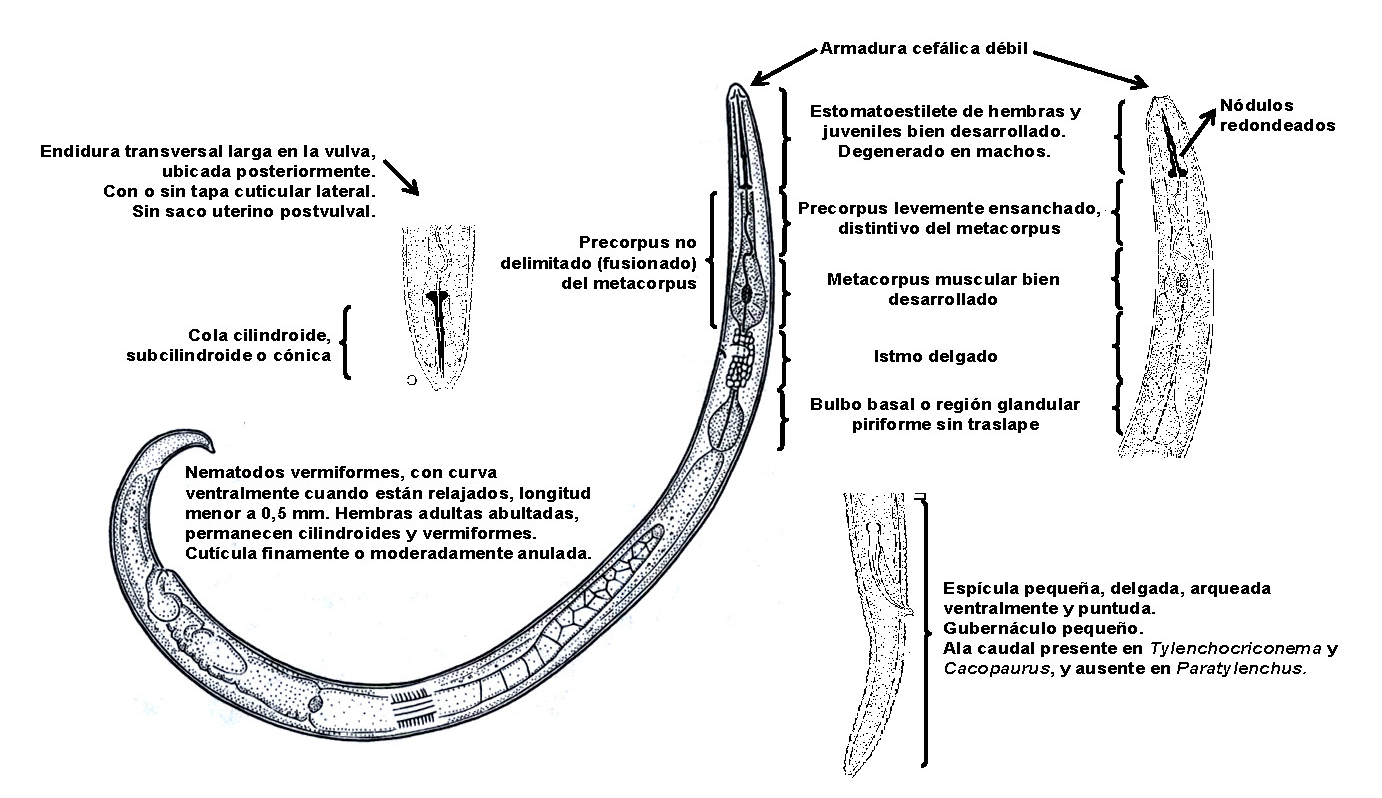 Armadura cefálica débil
Estomatoestilete de hembras y
juveniles bien desarrollado.
Degenerado en machos.
Nódulos
redondeados
Endidura transversal larga en la vulva,
ubicada posteriormente.
Con o sin tapa cuticular lateral.
Sin saco uterino postvulval.
Precorpus levemente ensanchado,
distintivo del metacorpus
Precorpus no
delimitado (fusionado)
del metacorpus
Metacorpus muscular bien
desarrollado
Cola cilindroide,
subcilindroide o cónica
Istmo delgado
Bulbo basal o región glandular
piriforme sin traslape
Nematodos vermiformes, con curva
ventralmente cuando están relajados, longitud
menor a 0,5 mm. Hembras adultas abultadas,
permanecen cilindroides y vermiformes.
Cutícula finamente o moderadamente anulada.
Espícula pequeña, delgada, arqueada
ventralmente y puntuda.
Gubernáculo pequeño.
Ala caudal presente en Tylenchocriconema y
Cacopaurus, y ausente en Paratylenchus.